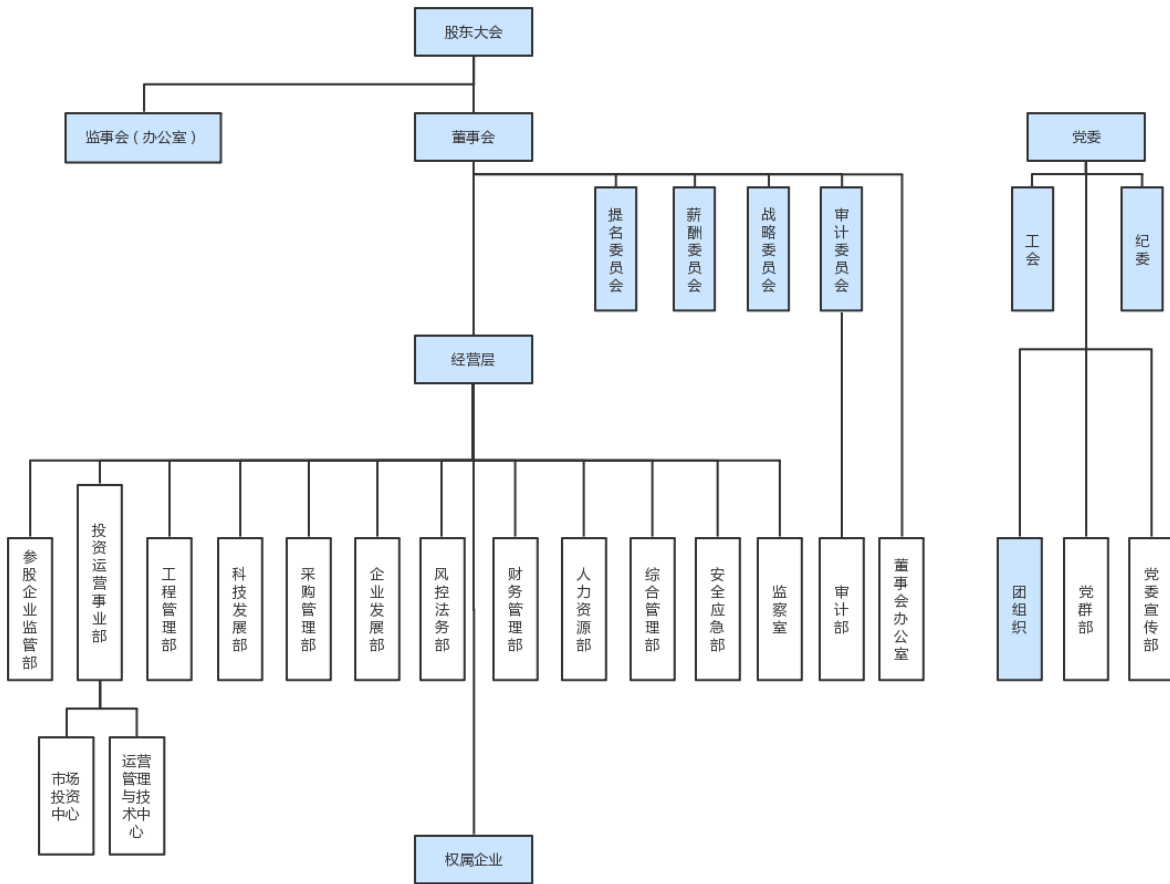 股东大会
监事会（办公室）
董事会
党委
提名委员会
薪酬委员会
战略委员会
审计委员会
工会
纪委
经营层
参股企业监管部
投资运营事业部
工程管理部
科技发展部
采购管理部
企业发展部
风控法务部
财务管理部
人力资源部
综合管理部
安全应急部
监察室
审计部
董事会办公室
团组织
党群部
党委宣传部
市场
投资
中心
运营
管理
与技
术中
心
权属企业